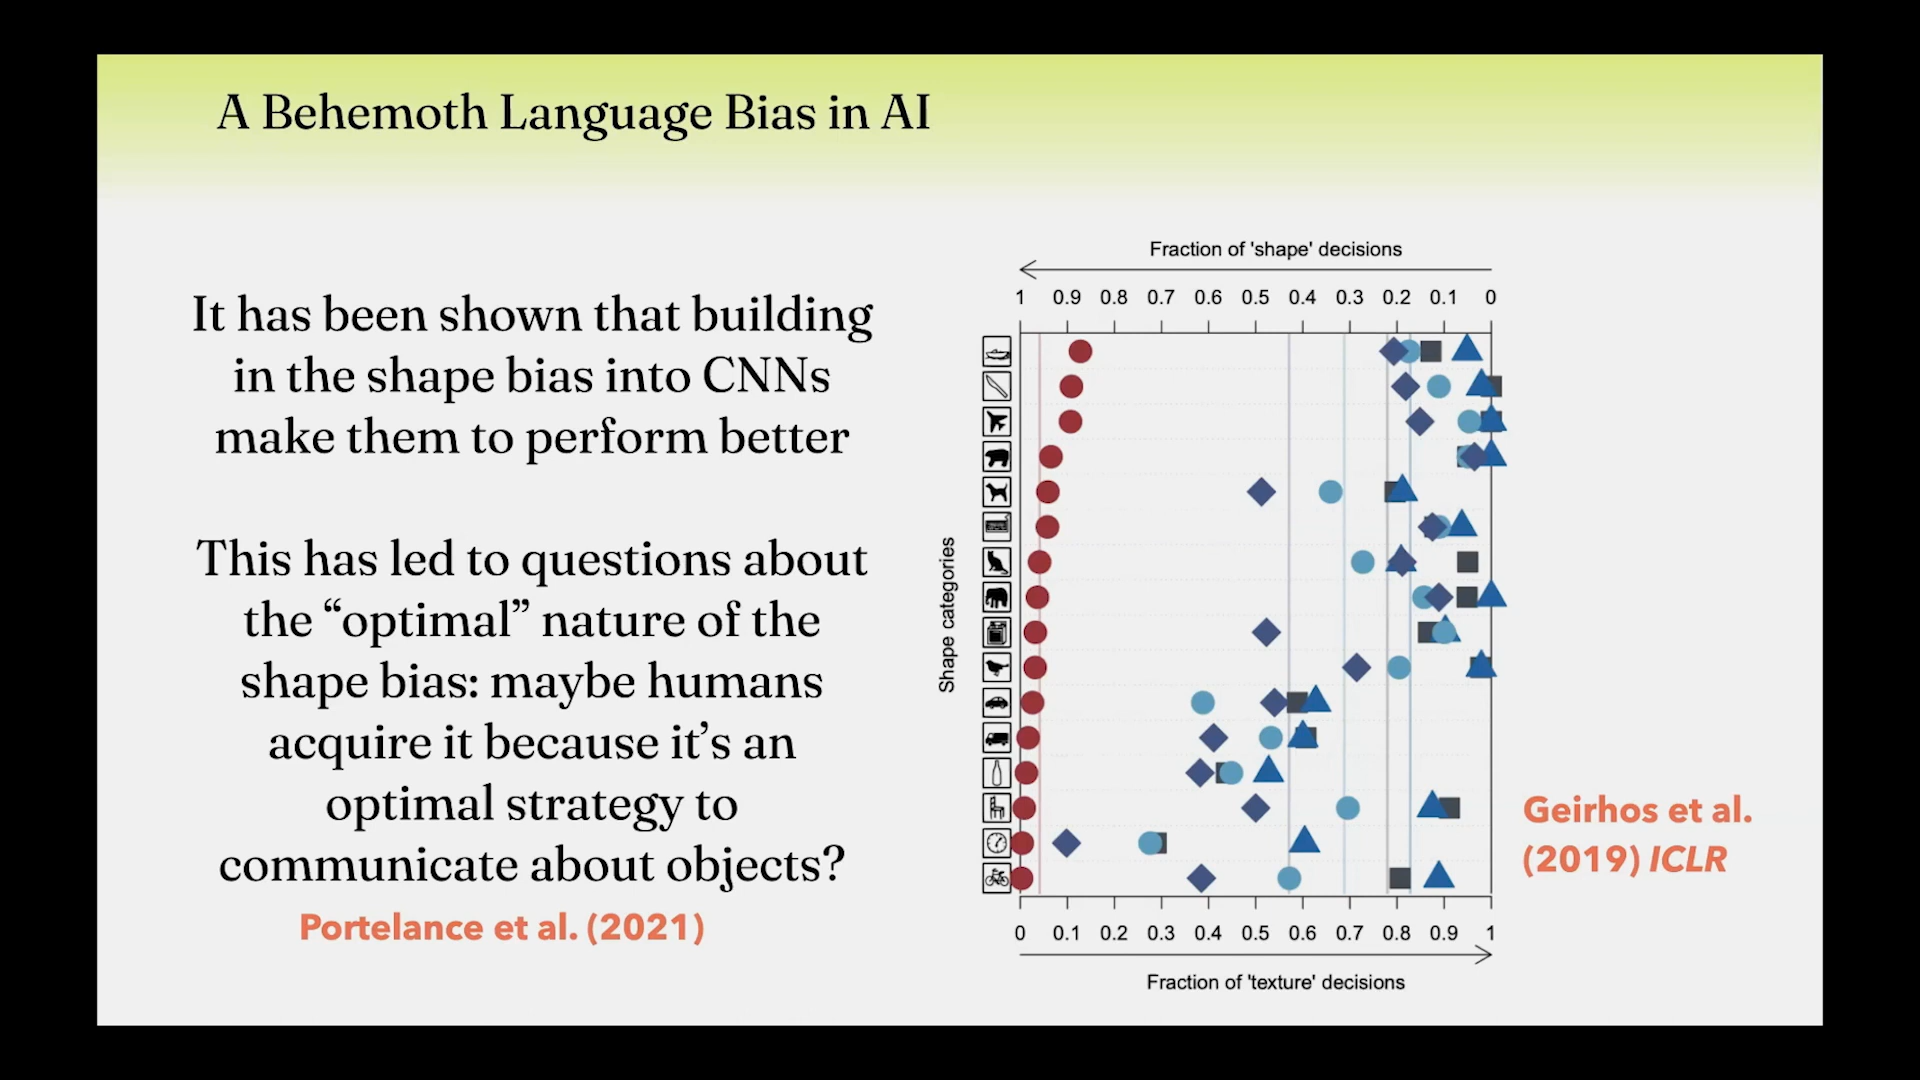 A Behemoth Language Bias in AI
It has been shown that building
in the shape bias into CNNs
make them to perform better
This has led to questions about
the “optimal” nature of the
shape bias: maybe humans
acquire it because it’s an
optimal strategy to
communicate about objects?
Portelance et al. (2021)
Fraction of 'shape' decisions
1 0.9 0.8 0.7 0.6 0.5 0.4 0.3 0.2 0.1 0
Shape categories
0 0.1 0.2 0.3 0.4 0.5 0.6 0.7 0.8 0.9 1
Fraction of 'texture' decisions
Geirhos et al.
(2019) ICLR